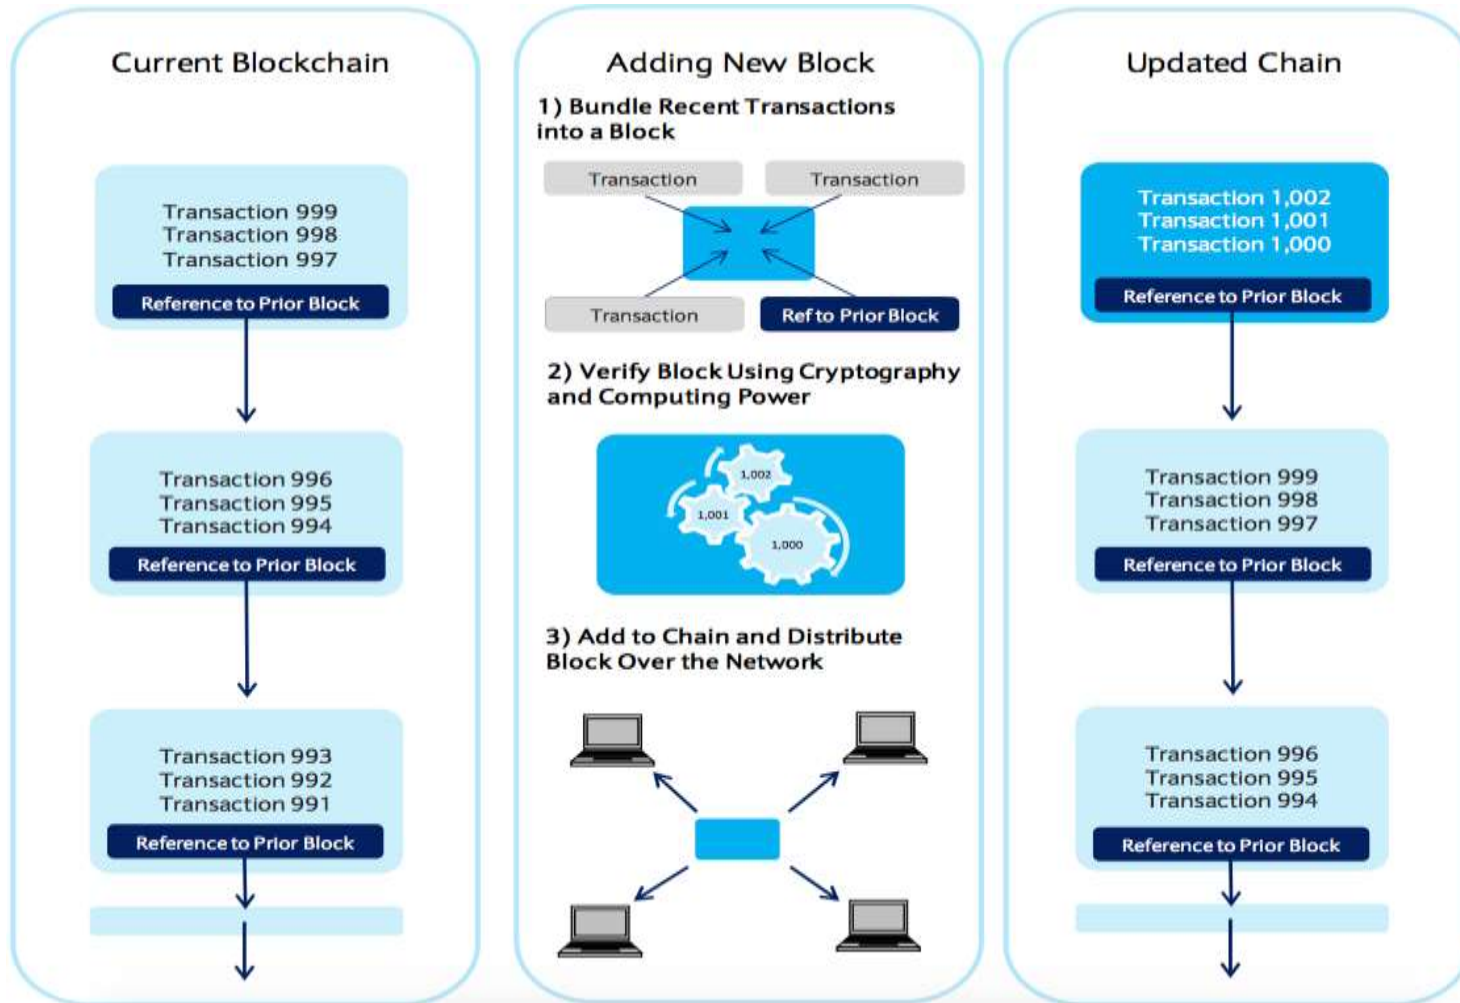 Current Blockchain
Transaction 999
Transaction 998
Transaction 997
Reference to Prior Block
Transaction 996
Transaction 995
Transaction 994
Reference to Prior Block
Transaction 993
Transaction 992
Transaction 991
Reference to Prior Block
Adding New Block
1) Bundle Recent Transactions
into a Block
Transaction
Transaction
Transaction
Ref to Prior Block
2) Verify Block Using Cryptography
and Computing Power
1,002
1,001
1,000
3) Add to Chain and Distribute
Block Over the Network
Updated Chain
Transaction 1,002
Transaction 1,001
Transaction 1,000
Reference to Prior Block
Transaction 999
Transaction 998
Transaction 997
Reference to Prior Block
Transaction 996
Transaction 995
Transaction 994
Reference to Prior Block